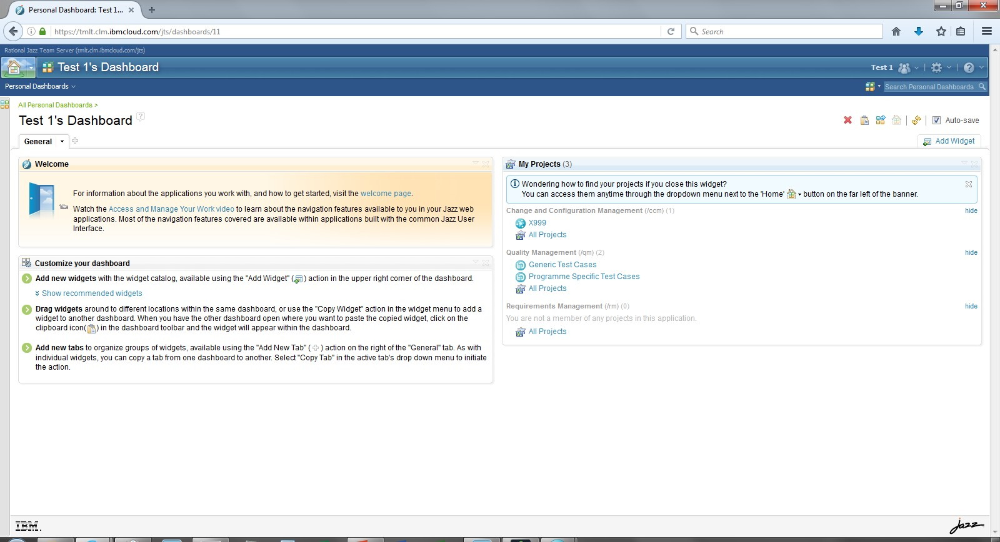 Personal Dashboard: Test 1...
https://tmlt.clm.ibmcloud.com/jts/dashboards/11
Search
Rational Jazz Team Server (tmlt.clm.ibmcloud.com/jts)
Test 1's Dashboard
Test 1
Personal Dashboards
Search Personal Dashboards
All Personal Dashboards >
Test 1's Dashboard
Auto-save
General
Add Widget
Welcome
For information about the applications you work with, and how to get started, visit the welcome page.
Watch the Access and Manage Your Work video to learn about the navigation features available to you in your Jazz web
applications. Most of the navigation features covered are available within applications built with the common Jazz User
Interface.
Customize your dashboard
Add new widgets with the widget catalog, available using the "Add Widget" ( ) action in the upper right corner of the dashboard.
Show recommended widgets
Drag widgets around to different locations within the same dashboard, or use the "Copy Widget" action in the widget menu to add a
widget to another dashboard. When you have the other dashboard open where you want to paste the copied widget, click on the
clipboard icon( ) in the dashboard toolbar and the widget will appear within the dashboard.
Add new tabs to organize groups of widgets, available using the "Add New Tab" ( ) action on the right of the "General" tab. As with
individual widgets, you can copy a tab from one dashboard to another. Select "Copy Tab" in the active tab's drop down menu to initiate
the action.
My Projects (3)
Wondering how to find your projects if you close this widget?
You can access them anytime through the dropdown menu next to the 'Home' button on the far left of the banner.
Change and Configuration Management (/ccm) (1)
hide
X999
All Projects
Quality Management (/qm) (2)
hide
Generic Test Cases
Programme Specific Test Cases
All Projects
Requirements Management (/rm) (0)
hide
You are not a member of any projects in this application.
All Projects
IBM.
jazz